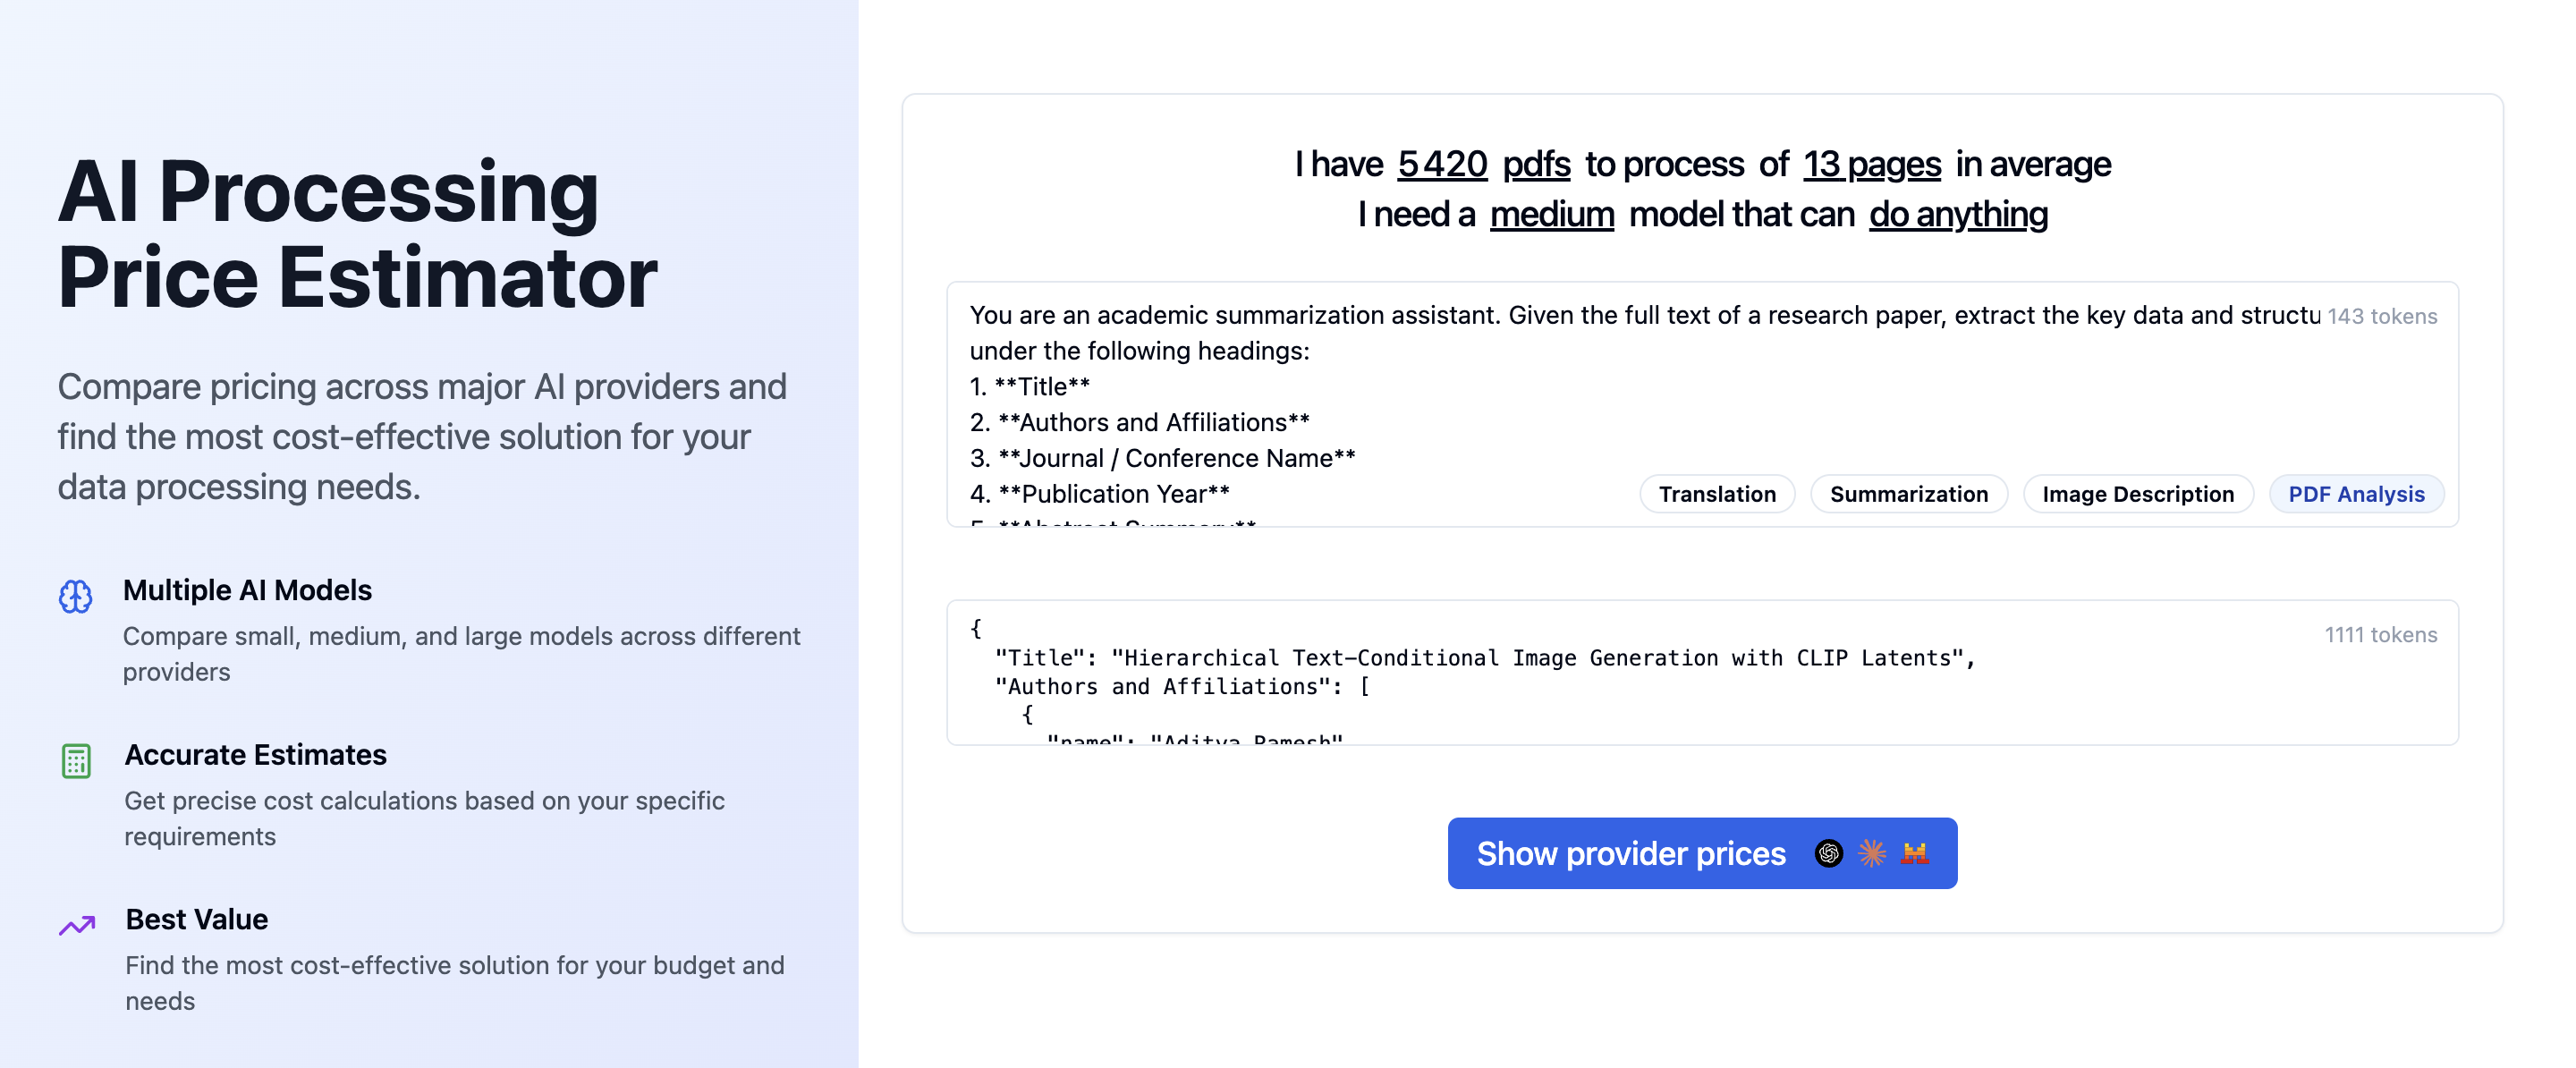 AI Processing
Price Estimator
Compare pricing across major AI providers and
find the most cost-effective solution for your
data processing needs.
Multiple AI Models
Compare small, medium, and large models across different
providers
Accurate Estimates
Get precise cost calculations based on your specific
requirements
Best Value
Find the most cost-effective solution for your budget and
needs
I have 5 420 pdfs to process of 13 pages in average
I need a medium model that can do anything
You are an academic summarization assistant. Given the full text of a research paper, extract the key data and structu 143 tokens
under the following headings:
1. **Title**
2. **Authors and Affiliations**
3. **Journal / Conference Name**
4. **Publication Year**
5. **Abstract Summary**
Translation Summarization Image Description PDF Analysis
{ 1111 tokens
"Title": "Hierarchical Text-Conditional Image Generation with CLIP Latents",
"Authors and Affiliations": [
{
"name": "Aditya Ramesh"
Show provider prices